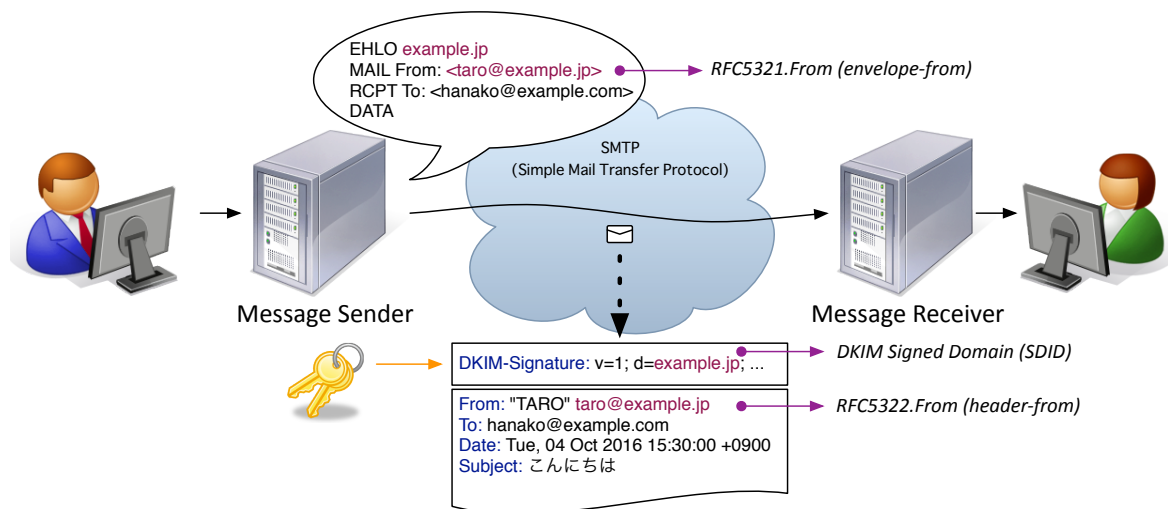 EHLO example.jp
MAIL From: <taro@example.jp>
RCPT To: <hanako@example.com>
DATA
RFC5321.From (envelope-from)
SMTP
(Simple Mail Transfer Protocol)
Message Sender
Message Receiver
DKIM-Signature: v=1; d=example.jp; ...
DKIM Signed Domain (SDID)
From: "TARO" taro@example.jp
To: hanako@example.com
Date: Tue, 04 Oct 2016 15:30:00 +0900
Subject: こんにちは
RFC5322.From (header-from)